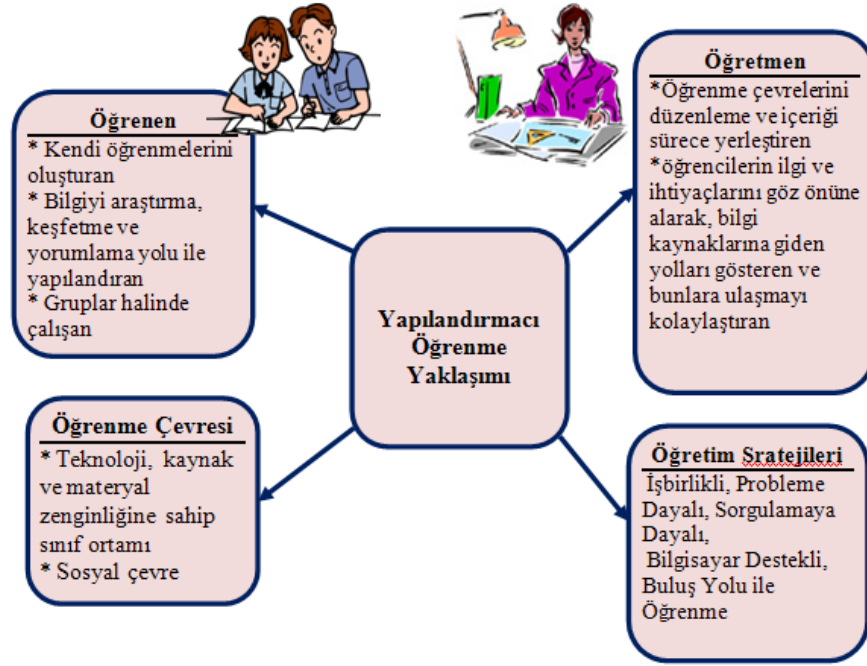 Öğrenen
* Kendi öğrenmelerini
oluşturan
* Bilgiyi araştırma,
keşfetme ve
yorumlama yolu ile
yapılandıran
* Gruplar halinde
çalışan
Öğretmen
*Öğrenme çevrelerini
düzenleme ve içeriği
sürece yerleştiren
*öğrencilerin ilgi ve
ihtiyaçlarını göz önüne
alarak, bilgi
kaynaklarına giden
yolları gösteren ve
bunlara ulaşmayı
kolaylaştıran
Yapılandırmacı
Öğrenme
Yaklaşımı
Öğrenme Çevresi
* Teknoloji, kaynak
ve materyal
zenginliğine sahip
sınıf ortamı
* Sosyal çevre
Öğretim Sratejileri
İşbirlikli, Probleme
Dayalı, Sorgulamaya
Dayalı,
Bilgisayar Destekli,
Buluş Yolu ile
Öğrenme